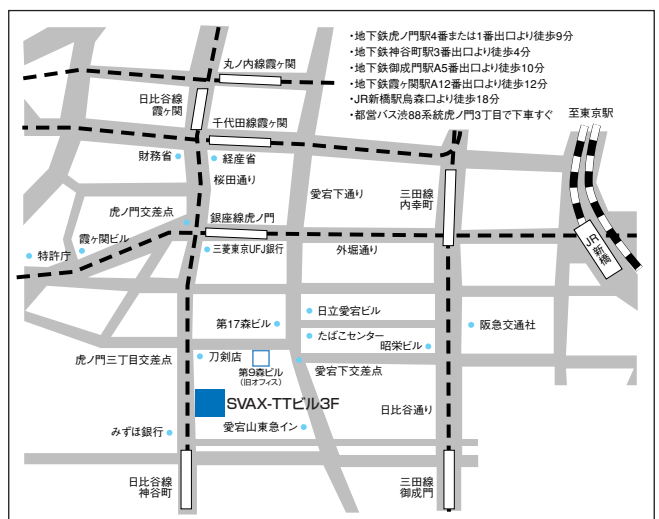 ・地下鉄虎ノ門駅4番または1番出口より徒歩9分
・地下鉄神谷町駅3番出口より徒歩4分
・地下鉄御成門駅A5番出口より徒歩10分
・地下鉄霞ヶ関駅A12番出口より徒歩12分
・JR新橋駅烏森口より徒歩18分
・都営バス渋88系統虎ノ門3丁目で下車すぐ
丸ノ内線霞ヶ関
日比谷線
霞ヶ関
千代田線霞ヶ関
至東京駅
財務省
経産省
桜田通り
愛宕下通り
三田線
内幸町
虎ノ門交差点
銀座線虎ノ門
霞ヶ関ビル
特許庁
三菱東京UFJ銀行
外堀通り
JR新橋
日立愛宕ビル
第17森ビル
たばこセンター
昭栄ビル
阪急交通社
虎ノ門三丁目交差点
刀剣店
第9森ビル
(旧オフィス)
愛宕下交差点
SVAX-TTビル3F
日比谷通り
みずほ銀行
愛宕山東急イン
日比谷線
神谷町
三田線
御成門